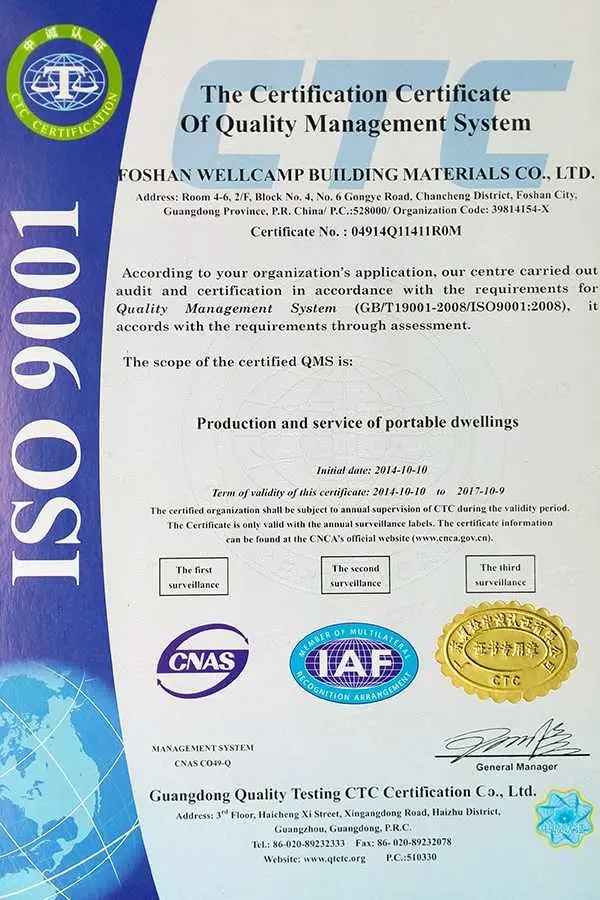 中诚认证
CTC CERTIFICATION
CTC
The Certification Certificate
Of Quality Management System
FOSHAN WELLCAMP BUILDING MATERIALS CO., LTD.
Address: Room 4-6, 2/F, Block No. 4, No. 6 Gongye Road, Chancheng District, Foshan City,
Guangdong Province, P.R. China/ P.C.:528000/ Organization Code: 39814154-X
Certificate No. : 04914Q11411R0M
According to your organization's application, our centre carried out
audit and certification in accordance with the requirements for
Quality Management System (GB/T19001-2008/ISO9001:2008), it
accords with the requirements through assessment.
The scope of the certified QMS is:
Production and service of portable dwellings
Initial date: 2014-10-10
Term of validity of this certificate: 2014-10-10 to 2017-10-9
The certified organization shall be subject to annual supervision of CTC during the validity period.
The Certificate is only valid with the annual surveillance labels. The certificate information
can be found at the CNCA's official website (www.cnca.gov.cn).
The first
surveillance
The second
surveillance
The third
surveillance
ISO 9001
CNAS
MEMBER OF MULTILATERAL
IAF
RECOGNITION ARRANGEMENT
证书专用章
CTC
MANAGEMENT SYSTEM
CNAS CO49-Q
General Manager
Guangdong Quality Testing CTC Certification Co., Ltd.
Address: 3rd Floor, Haicheng Xi Street, Xingangdong Road, Haizhu District,
Guangzhou, Guangdong, P.R.C.
Tel.: 86-020-89232333 Fax: 86- 020-89232078
Website: www.qtctc.org P.C.:510330